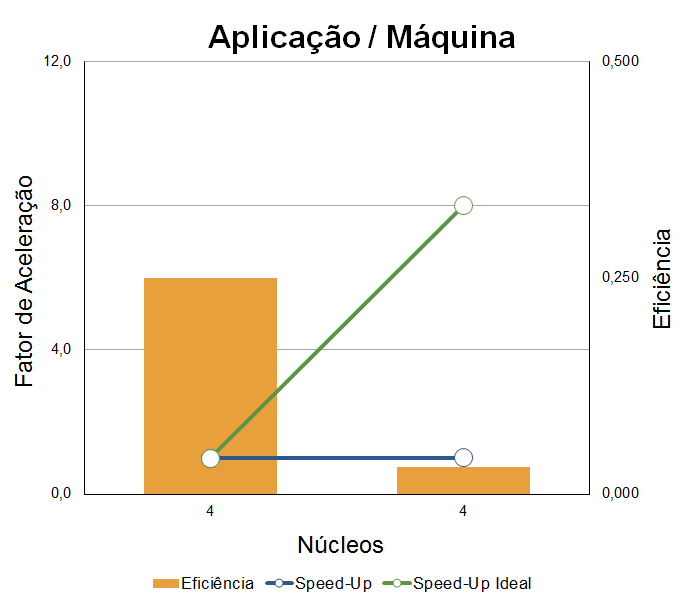 Aplicação / Máquina
12,0
0,500
8,0
0,250
4,0
0,0
0,000
Fator de Aceleração
Eficiência
4
4
Núcleos
Eficiência
Speed-Up
Speed-Up Ideal